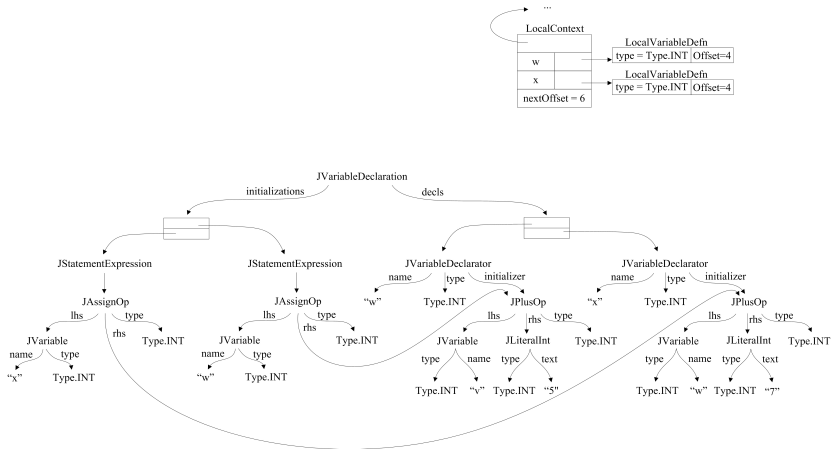 ...
LocalContext
LocalVariableDefn
w
type = Type.INT Offset=4
LocalVariableDefn
x
type = Type.INT Offset=4
nextOffset = 6
JVariableDeclaration
initializations decls
JStatementExpression JStatementExpression JVariableDeclarator JVariableDeclarator
name type initializer name type initializer
JAssignOp JAssignOp “w” Type.INT JPlusOp “x” Type.INT JPlusOp
lhs rhs type lhs rhs type lhs rhs type lhs rhs type
JVariable Type.INT JVariable Type.INT JVariable JLiteralInt Type.INT JVariable JLiteralInt Type.INT
name type name type type name type text type name type text
“x” Type.INT “w” Type.INT Type.INT “v” Type.INT “5" Type.INT “w” Type.INT “7”